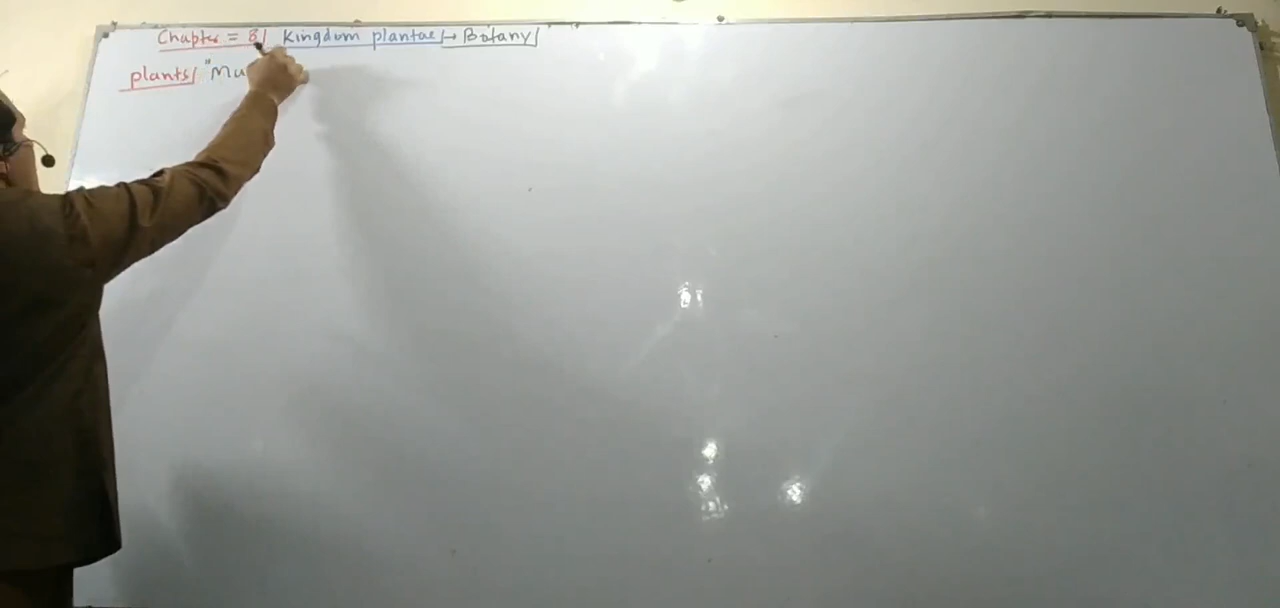 Chapter = 8/ Kingdom plantae/→ Botany/
plants/ "Mu